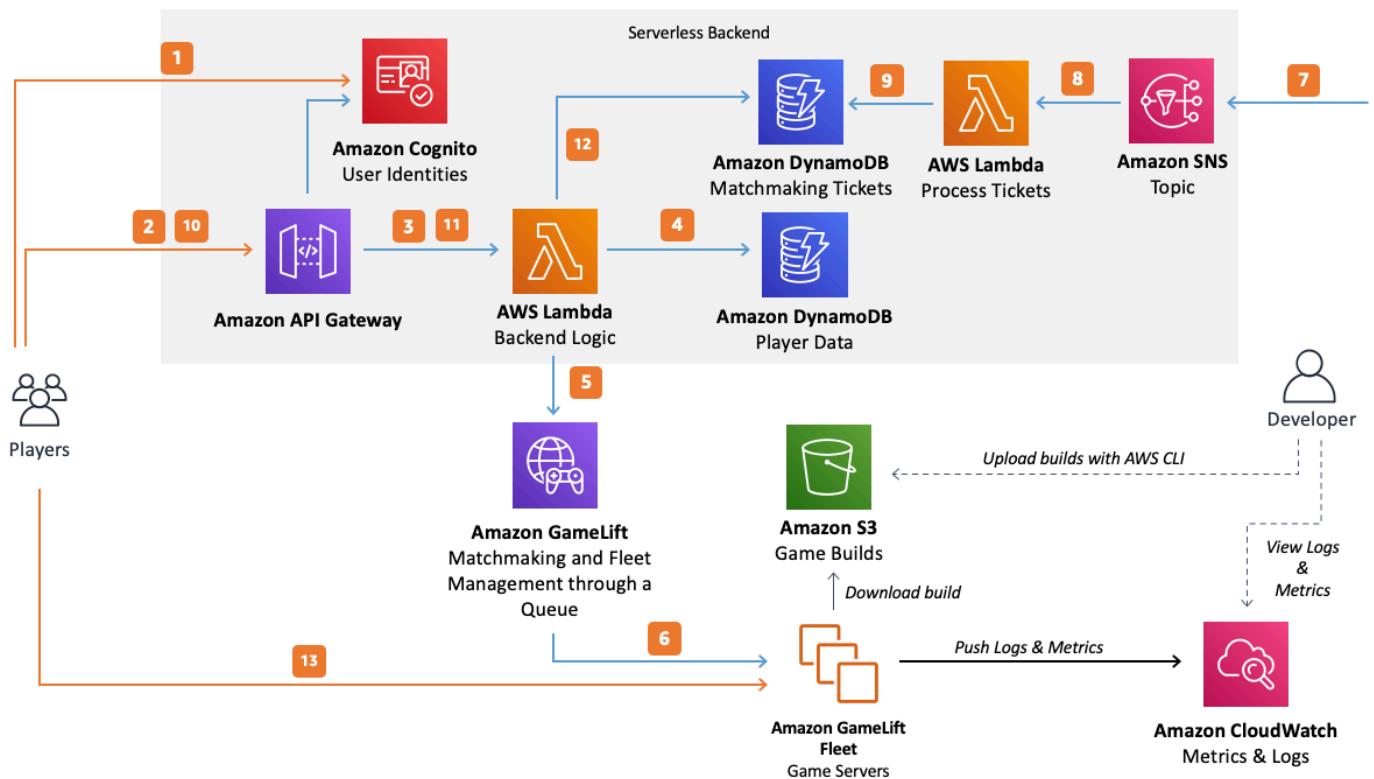 Serverless Backend
1
7
8
9
Amazon Cognito
User Identities
12
Amazon DynamoDB
Matchmaking Tickets
AWS Lambda
Process Tickets
Amazon SNS
Topic
2
10
3
11
4
</>
Amazon API Gateway
AWS Lambda
Backend Logic
Amazon DynamoDB
Player Data
5
Players
Developer
Upload builds with AWS CLI
Amazon GameLift
Matchmaking and Fleet
Management through a
Queue
Amazon S3
Game Builds
View Logs
&
Metrics
Download build
6
13
Push Logs & Metrics
Amazon GameLift
Fleet
Game Servers
Amazon CloudWatch
Metrics & Logs